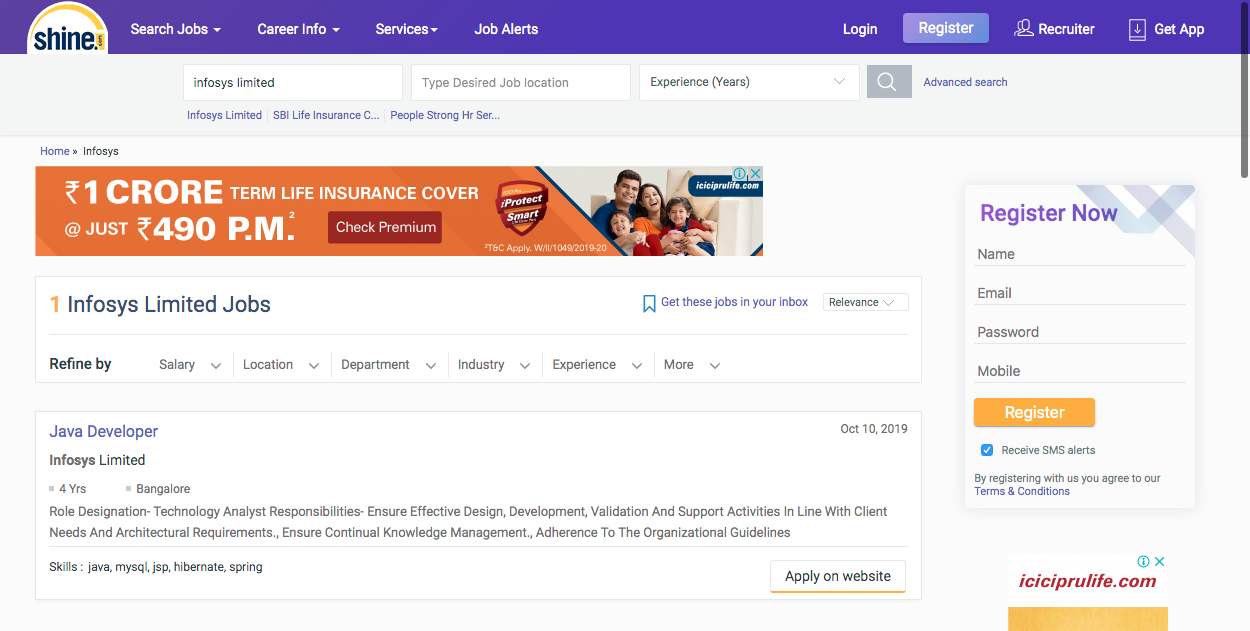 shine.com
Search Jobs
Career Info
Services
Job Alerts
Login
Register
Recruiter
Get App
infosys limited
Type Desired Job location
Experience (Years)
Advanced search
Infosys Limited
SBI Life Insurance C...
People Strong Hr Ser...
Home » Infosys
₹1 CRORE TERM LIFE INSURANCE COVER
@ JUST ₹490 P.M.²
Check Premium
iProtect
Smart
iciciprulife.com
²T&C Apply. W/II/1049/2019-20
Register Now
Name
Email
Password
Mobile
Register
Receive SMS alerts
By registering with us you agree to our
Terms & Conditions
1 Infosys Limited Jobs
Get these jobs in your inbox
Relevance
Refine by
Salary
Location
Department
Industry
Experience
More
Java Developer
Oct 10, 2019
Infosys Limited
4 Yrs
Bangalore
Role Designation- Technology Analyst Responsibilities- Ensure Effective Design, Development, Validation And Support Activities In Line With Client
Needs And Architectural Requirements., Ensure Continual Knowledge Management., Adherence To The Organizational Guidelines
Skills : java, mysql, jsp, hibernate, spring
Apply on website
iciciprulife.com